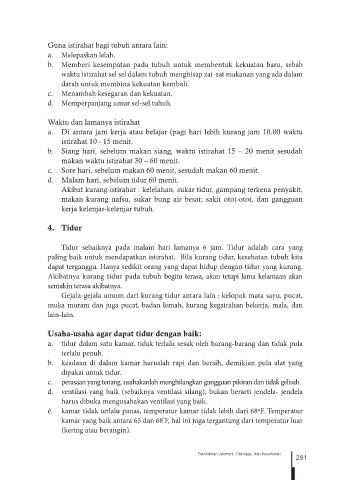 Guna istirahat bagi tubuh antara lain:
a. Melepaskan lelah.
b. Memberi kesempatan pada tubuh untuk membentuk kekuatan baru, sebab
waktu istirahat sel sel dalam tubuh menghisap zat-zat makanan yang ada dalam
darah untuk membina kekuatan kembali.
c. Menambah kesegaran dan kekuatan.
d. Memperpanjang umur sel-sel tubuh.
Waktu dan lamanya istirahat
a. Di antara jam kerja atau belajar (pagi hari lebih kurang jam 10.00 waktu
istirahat 10 - 15 menit.
b. Siang hari, sebelum makan siang, waktu istirahat 15 – 20 menit sesudah
makan waktu istirahat 30 – 60 menit.
c. Sore hari, sebelum makan 60 menit, sesudah makan 60 menit.
d. Malam hari, sebelum tidur 60 menit.
Akibat kurang istirahat : kelelahan, sukar tidur, gampang terkena penyakit,
makan kurang nafsu, sukar bung air besar, sakit otot-otot, dan gangguan
kerja kelenjar-kelenjar tubuh.
4. Tidur
Tidur sebaiknya pada malam hari lamanya 6 jam. Tidur adalah cara yang
paling baik untuk mendapatkan istirahat. Bila kurang tidur, kesehatan tubuh kita
dapat terganggu. Hanya sedikit orang yang dapat hidup dengan tidur yang kurang.
Akibatnya kurang tidur pada tubuh begitu terasa, akan tetapi lama kelamaan akan
semakin terasa akibatnya.
Gejala-gejala umum dari kurang tidur antara lain : kelopak mata sayu, pucat,
muka muram dan juga pucat, badan lemah, kurang kegairahan bekerja, mala, dan
lain-lain.
Usaha-usaha agar dapat tidur dengan baik:
a. tidur dalam satu kamar, tidak terlalu sesak oleh barang-barang dan tidak pula
terlalu penuh.
b. keadaan di dalam kamar haruslah rapi dan bersih, demikian pula alat yang
dipakai untuk tidur.
c. perasaan yang tenang, usahakanlah menghilangkan gangguan pikiran dan tidak gelisah.
d. ventilasi yang baik (sebaiknya ventilasi silang), bukan berarti jendela- jendela
harus dibuka mengusahakan ventilasi yang baik.
e. kamar tidak terlalu panas, temperatur kamar tidak lebih dari 68°F. Temperatur
kamar yang baik antara 65 dan 68°F, hal ini juga tergantung dari temperatur luar
(kering atau berangin).
Pendidikan Jasmani, Olahraga, dan Kesehatan
281